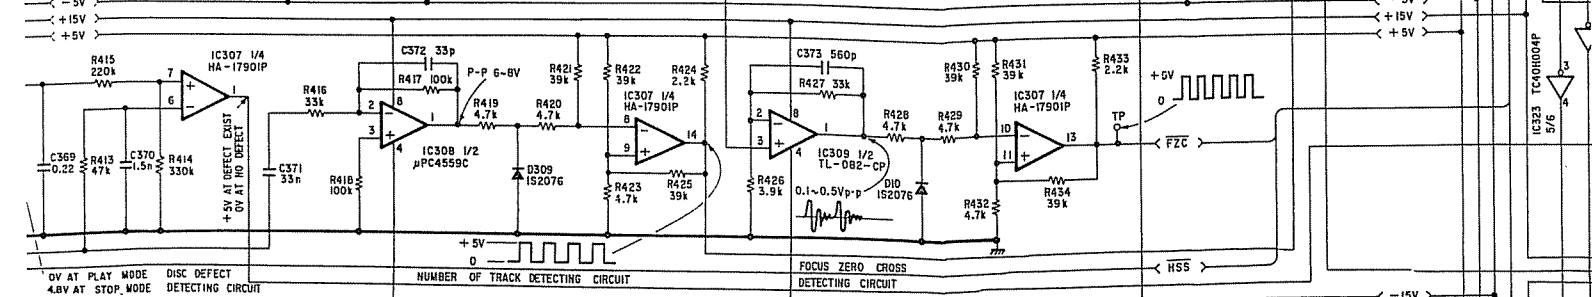 -5V
+15V
+5V
-5V
+15V
+5V
R415
220k
IC307 1/4
HA-17901P
7
6
1
C369
0.22
R413
47k
C370
1.5n
R414
330k
+5V AT DEFECT EXIST
0V AT NO DEFECT
C371
33n
R416
33k
C372 33p
R417 100k
P-P 6~8V
2
3
8
1
4
IC308 1/2
μPC4559C
R418
100k
R419
4.7k
R420
4.7k
D309
1S2076
R421
39k
R422
39k
R424
2.2k
IC307 1/4
HA-17901P
8
9
14
R423
4.7k
R425
39k
+5V
0
C373 560p
R427 33k
2
3
8
1
4
IC309 1/2
TL-082-CP
R426
3.9k
0.1~0.5Vp-p
R428
4.7k
R429
4.7k
D10
1S2076
R430
39k
R431
39k
IC307 1/4
HA-17901P
10
11
13
R432
4.7k
R434
39k
R433
2.2k
+5V
0
TP
FZC
HSS
IC323 TC40H004P
5/6
3
4
0V AT PLAY MODE
4.8V AT STOP MODE
DISC DEFECT
DETECTING CIRCUIT
NUMBER OF TRACK DETECTING CIRCUIT
FOCUS ZERO CROSS
DETECTING CIRCUIT
-15V